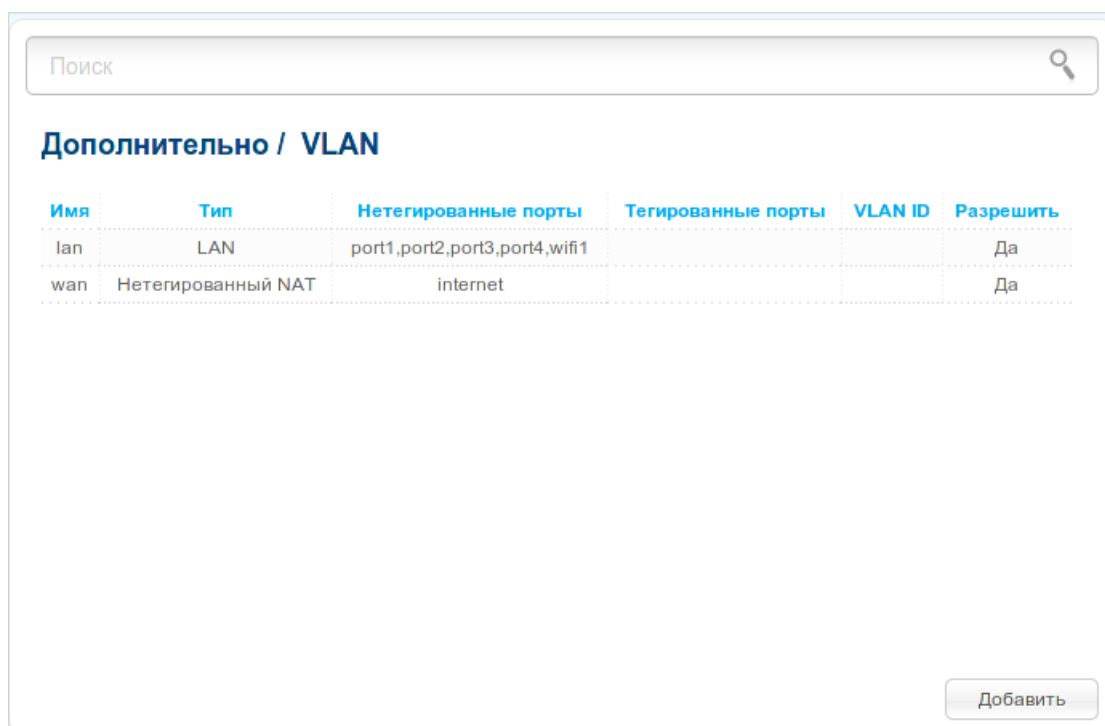 Поиск
Дополнительно / VLAN
Имя Тип Нетегированные порты Тегированные порты VLAN ID Разрешить
lan LAN port1,port2,port3,port4,wifi1 Да
wan Нетегированный NAT internet Да
Добавить